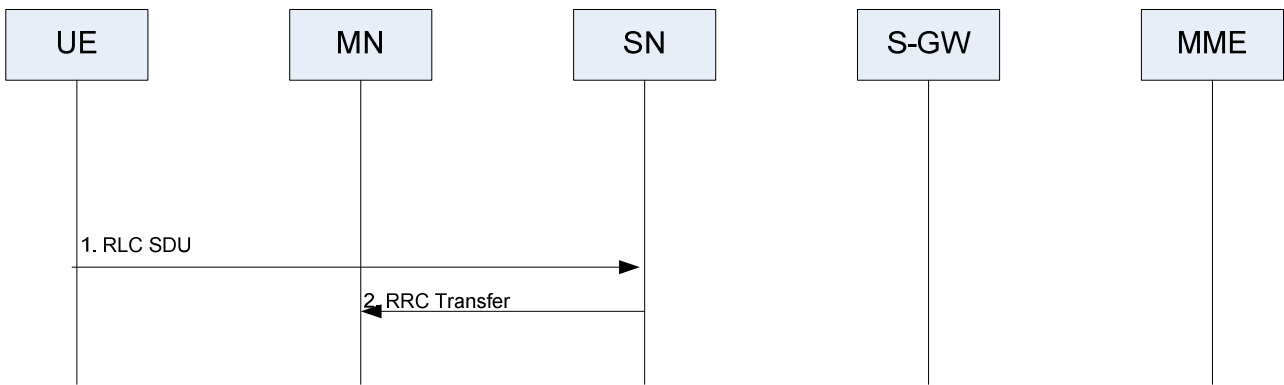 UE
MN
SN
S-GW
MME
1. RLC SDU
2. RRC Transfer